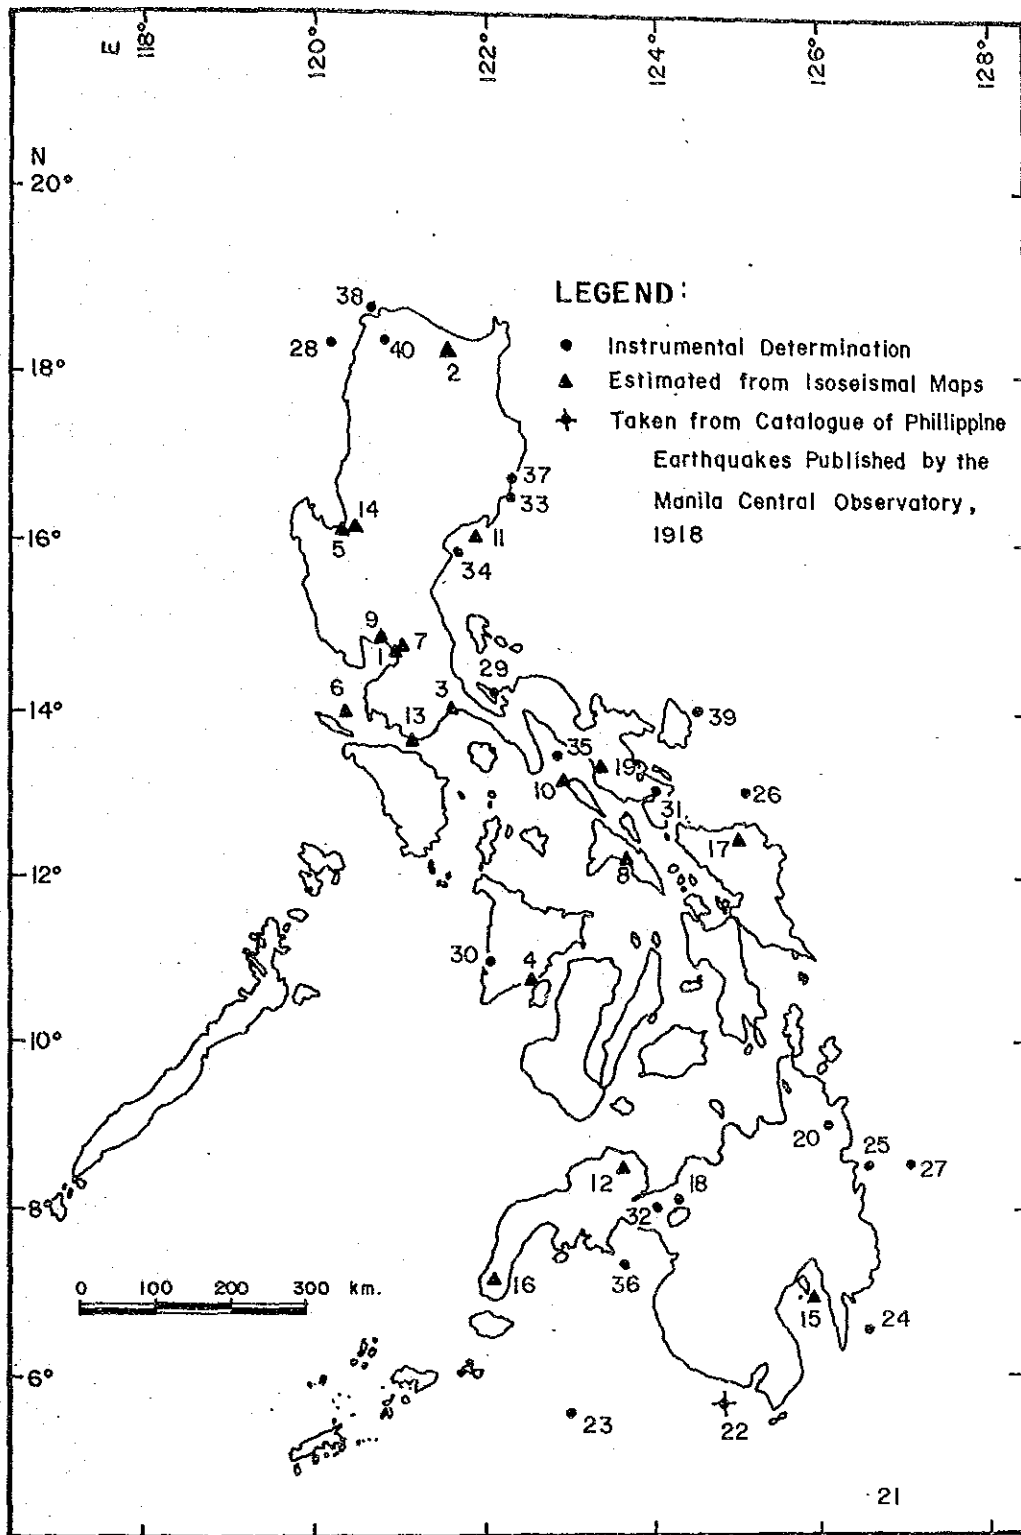 E 118° 120° 122° 124° 126° 128°
N
20°
38
LEGEND:
28 40 2
• Instrumental Determination
18°
▲ Estimated from Isoseismal Maps
Taken from Catalogue of Phillippine
Earthquakes Published by the
37
33
Manila Central Observatory,
14
1918
16° 5 11
34
9 7
1
29
6 3
14° 39
13
35
19
10 26
31
17
8
12°
30 4
10°
20 25 27
12 18
8° 32
16 36
0 100 200 300 km.
15 24
6°
23 22
21